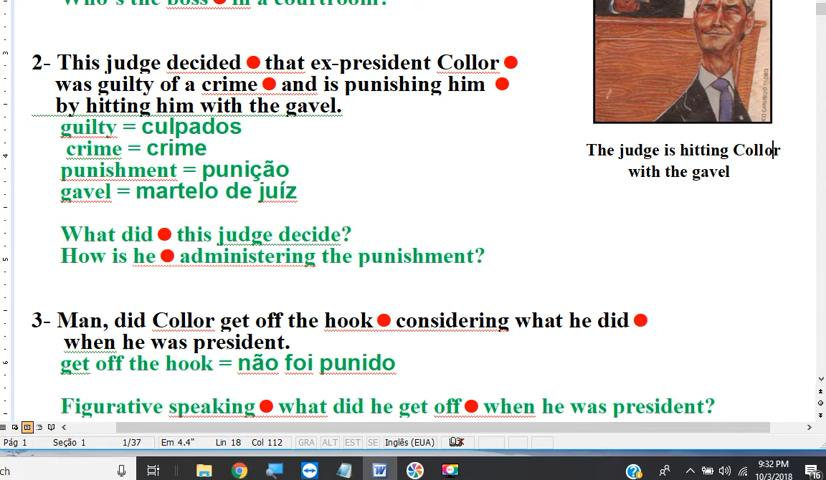 Who's the boss in a courtroom?
2- This judge decided that ex-president Collor
was guilty of a crime and is punishing him
by hitting him with the gavel.
guilty = culpados
crime = crime
punishment = punição
gavel = martelo de juíz
What did this judge decide?
How is he administering the punishment?
The judge is hitting Collor
with the gavel
3- Man, did Collor get off the hook considering what he did
when he was president.
get off the hook = não foi punido
Figurative speaking what did he get off when he was president?
Pág 1 Seção 1 1/37 Em 4.4" Lin 18 Col 112 GRA ALT EST SE Inglês (EUA)
ch
9:32 PM
10/3/2018
16